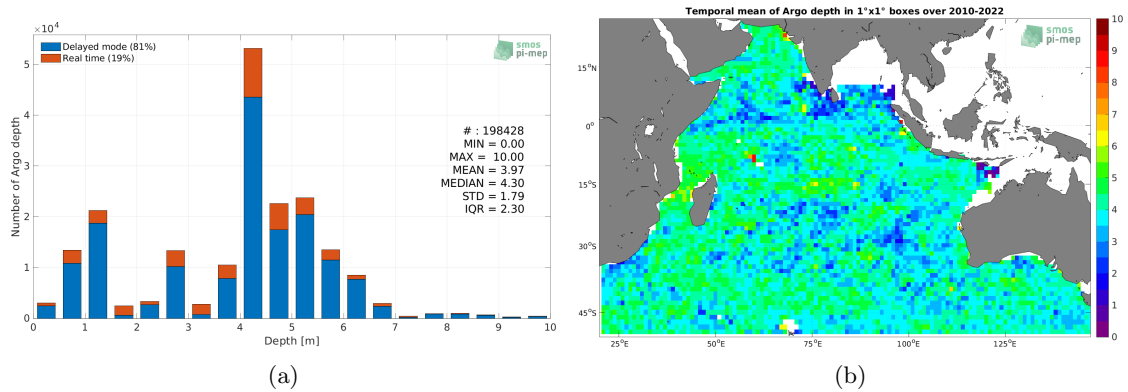 ×10⁴
5
4
3
2
1
0
Number of Argo depth
Delayed mode (81%)
Real time (19%)
smos
pi-mep
# : 198428
MIN = 0.00
MAX = 10.00
MEAN = 3.97
MEDIAN = 4.30
STD = 1.79
IQR = 2.30
0 1 2 3 4 5 6 7 8 9 10
Depth [m]
(a)
Temporal mean of Argo depth in 1°x1° boxes over 2010-2022
smos
pi-mep
15°N
0°
15°S
30°S
45°S
25°E 50°E 75°E 100°E 125°E
10
9
8
7
6
5
4
3
2
1
0
(b)